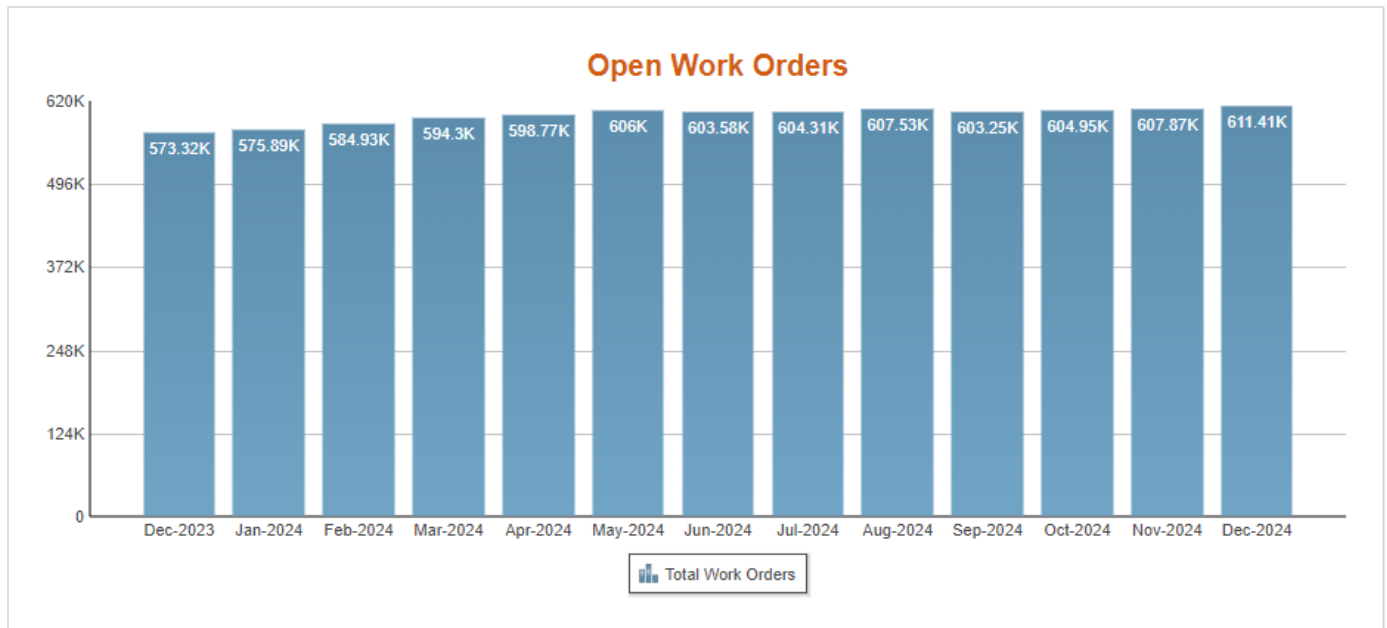 Open Work Orders
620K
496K
372K
248K
124K
0
573.32K 575.89K 584.93K 594.3K 598.77K 606K 603.58K 604.31K 607.53K 603.25K 604.95K 607.87K 611.41K
Dec-2023 Jan-2024 Feb-2024 Mar-2024 Apr-2024 May-2024 Jun-2024 Jul-2024 Aug-2024 Sep-2024 Oct-2024 Nov-2024 Dec-2024
Total Work Orders